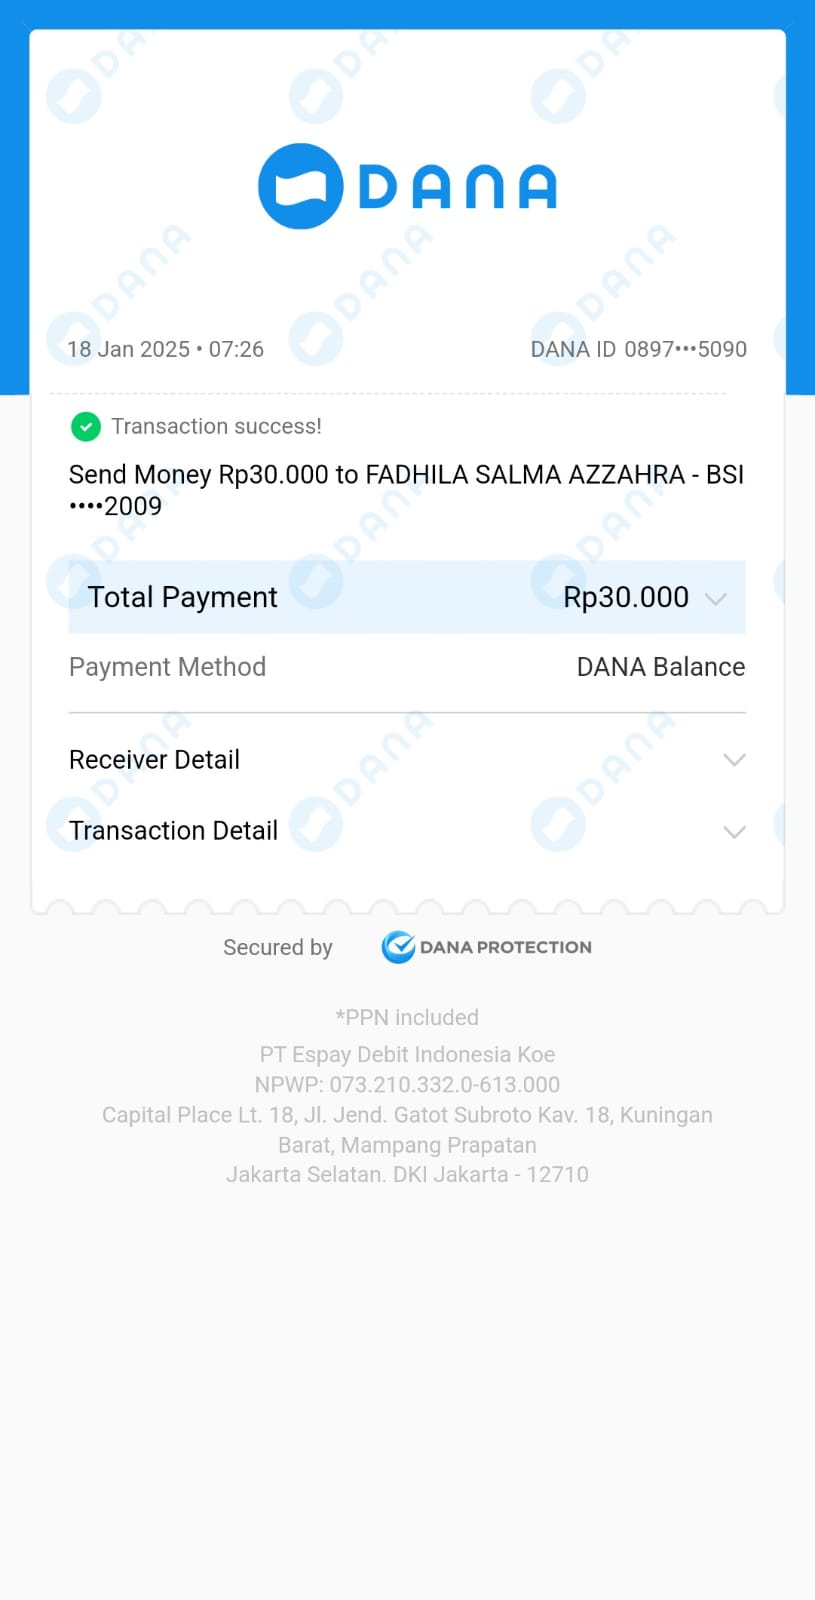 DANA
18 Jan 2025 • 07:26
DANA ID 0897•••5090
Transaction success!
Send Money Rp30.000 to FADHILA SALMA AZZAHRA - BSI
••••2009
Total Payment
Rp30.000
Payment Method
DANA Balance
Receiver Detail
Transaction Detail
Secured by
DANA PROTECTION
*PPN included
PT Espay Debit Indonesia Koe
NPWP: 073.210.332.0-613.000
Capital Place Lt. 18, Jl. Jend. Gatot Subroto Kav. 18, Kuningan
Barat, Mampang Prapatan
Jakarta Selatan. DKI Jakarta - 12710